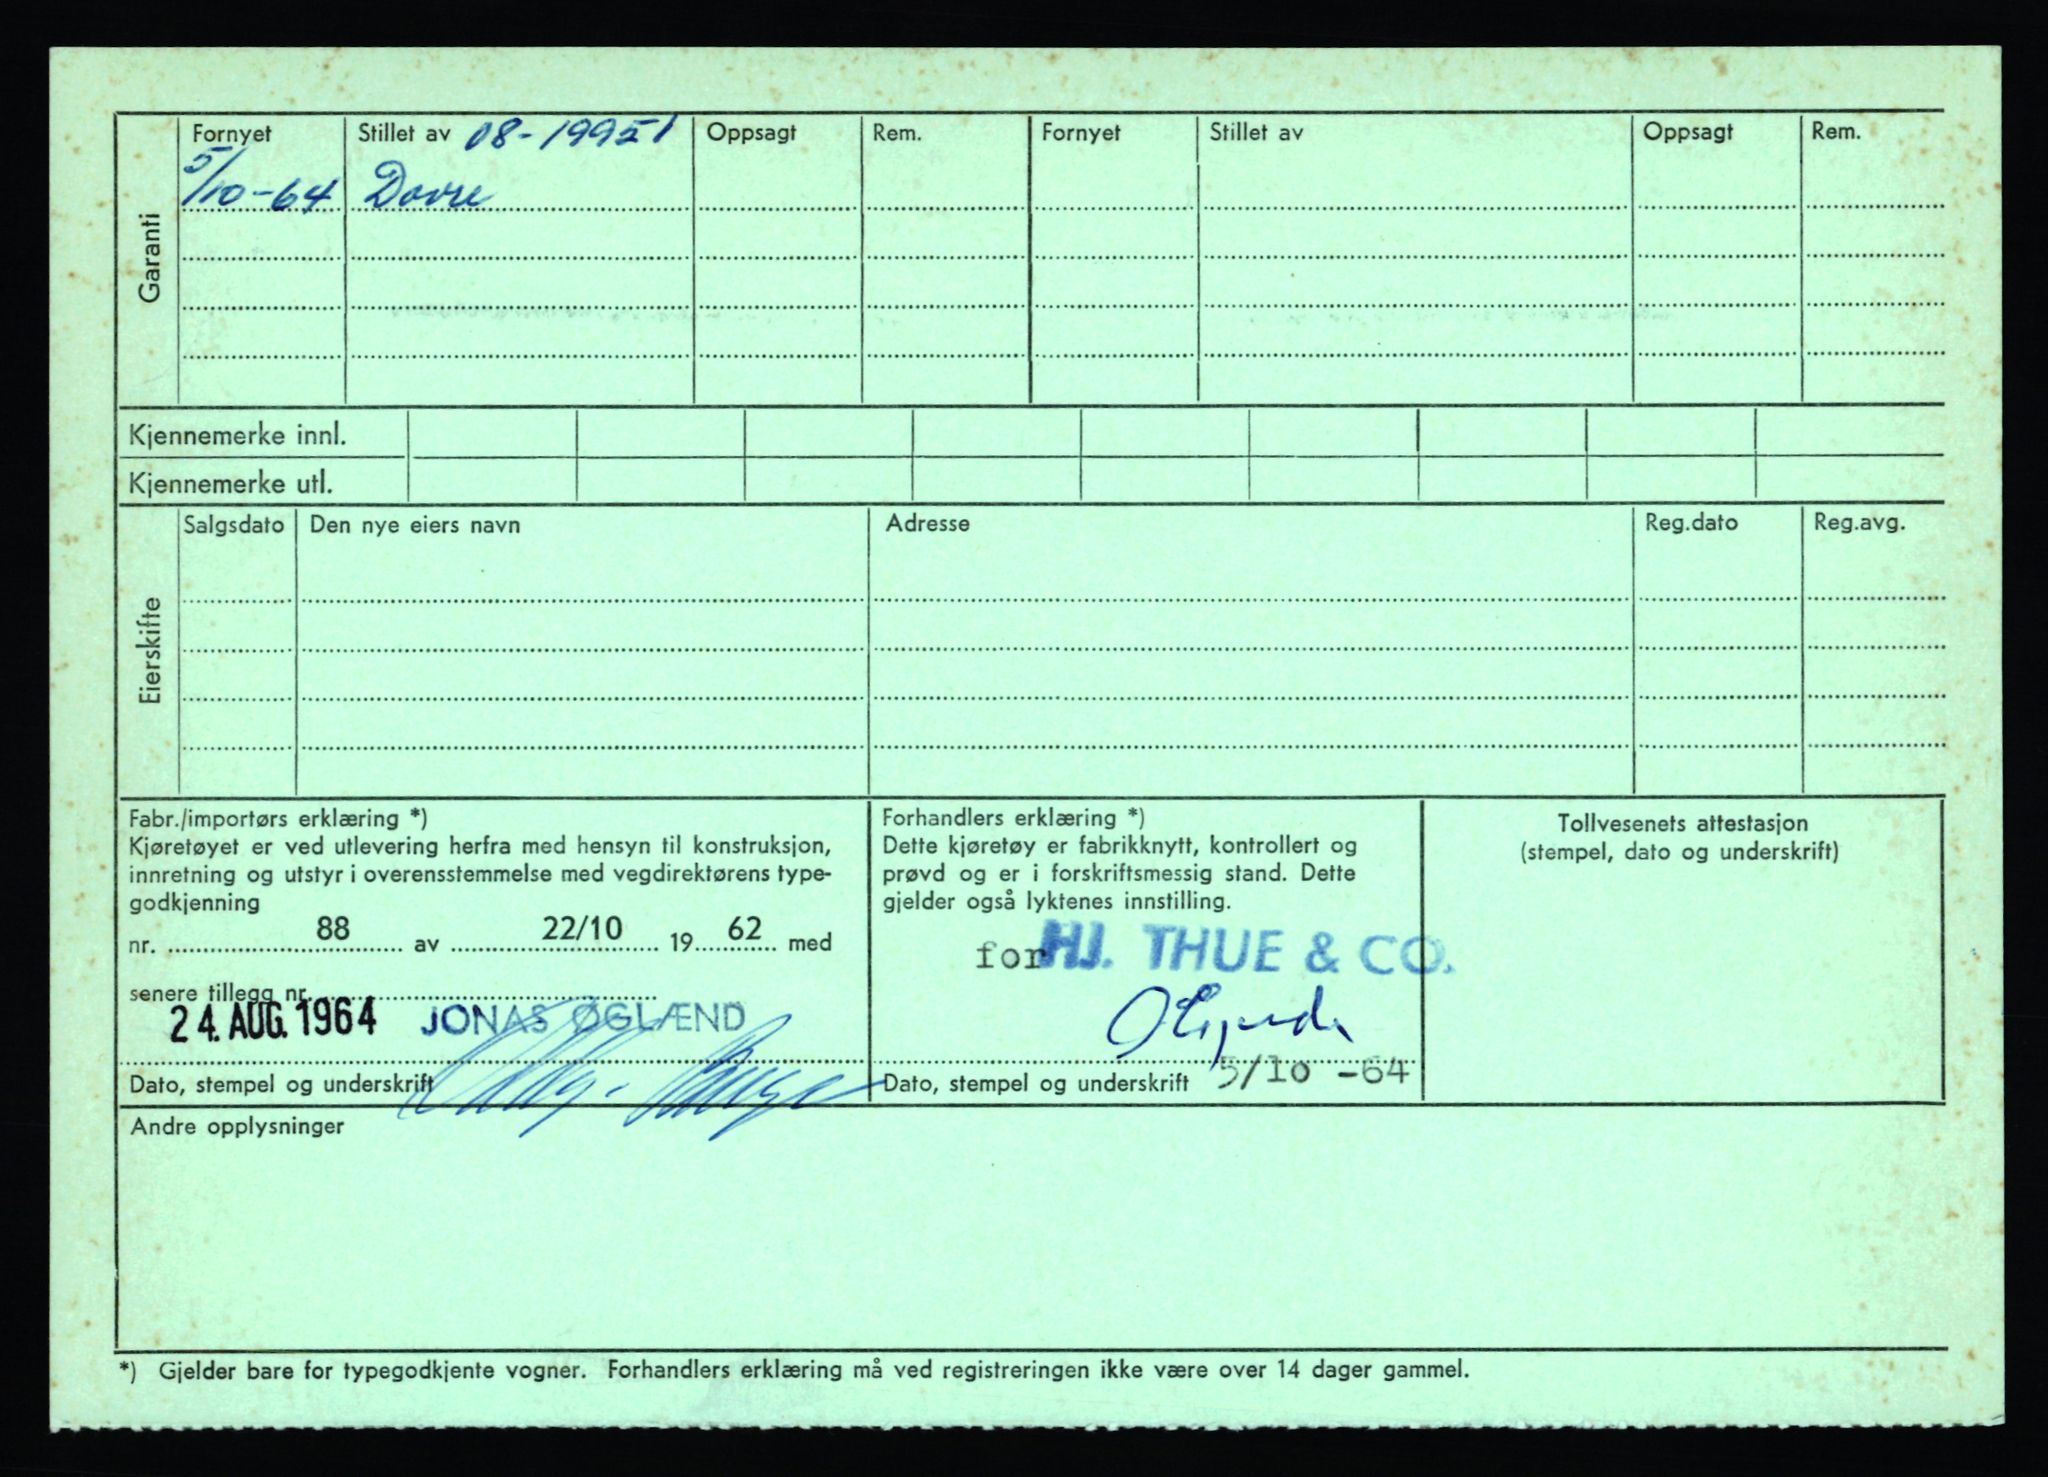 Garanti
Fornyet Stillet av 08-19951 Oppsagt Rem. Fornyet Stillet av Oppsagt Rem.
5/10-64 Dovre
Kjennemerke innl.
Kjennemerke utl.
Eierskifte
Salgsdato Den nye eiers navn Adresse Reg.dato Reg.avg.
Fabr./importørs erklæring *)
Kjøretøyet er ved utlevering herfra med hensyn til konstruksjon,
innretning og utstyr i overensstemmelse med vegdirektørens type-
godkjenning
nr. 88 av 22/10 19 62 med
senere tillegg nr.
24. AUG. 1964 JONAS ØGLÆND
Dato, stempel og underskrift
Forhandlers erklæring *)
Dette kjøretøy er fabrikknytt, kontrollert og
prøvd og er i forskriftsmessig stand. Dette
gjelder også lyktenes innstilling.
for HJ. THUE & CO.
Dato, stempel og underskrift 5/10 -64
Tollvesenets attestasjon
(stempel, dato og underskrift)
Andre opplysninger
*) Gjelder bare for typegodkjente vogner. Forhandlers erklæring må ved registreringen ikke være over 14 dager gammel.